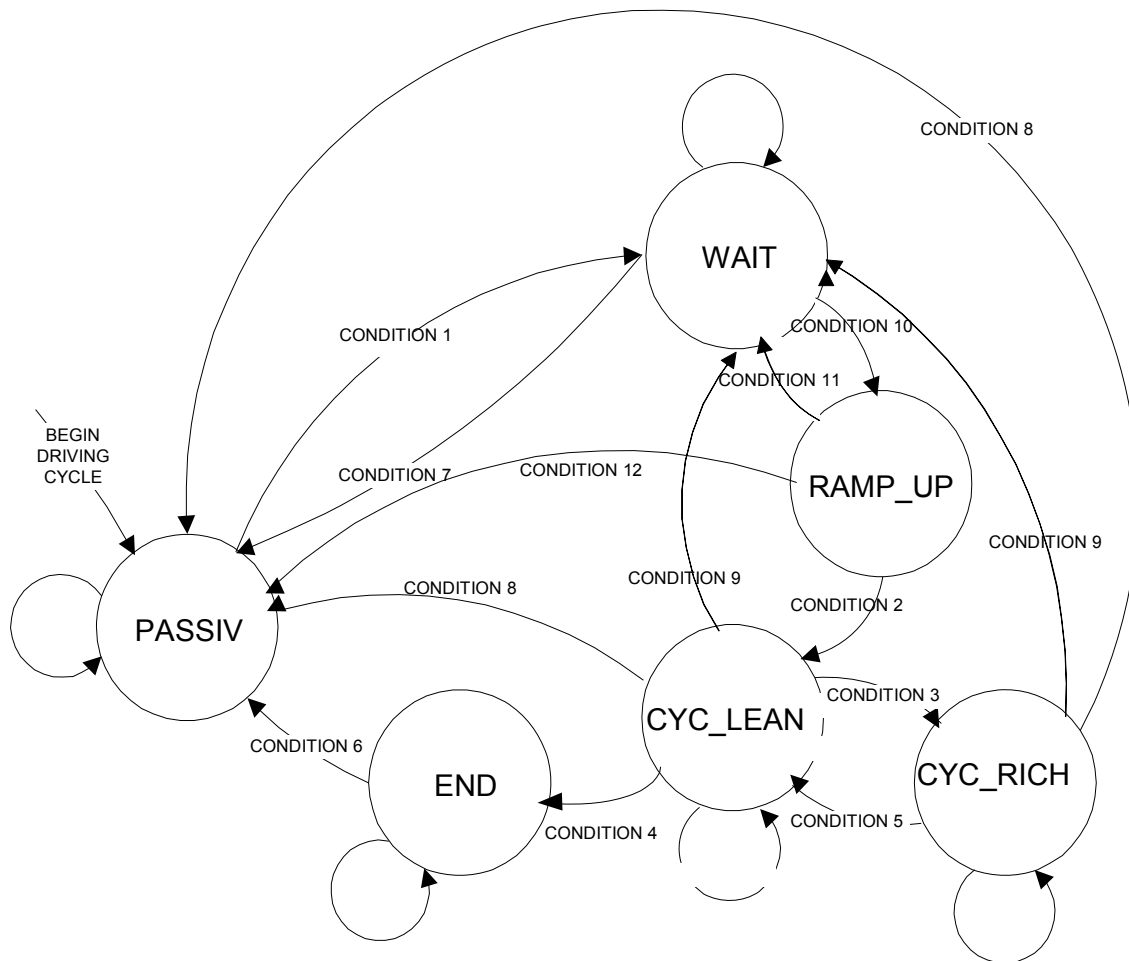 CONDITION 8
WAIT
CONDITION 10
CONDITION 1
CONDITION 11
BEGIN
DRIVING
CYCLE
CONDITION 7
CONDITION 12
RAMP_UP
CONDITION 9
CONDITION 9
CONDITION 8
CONDITION 2
PASSIV
CONDITION 3
CYC_LEAN
CONDITION 6
END
CYC_RICH
CONDITION 4
CONDITION 5